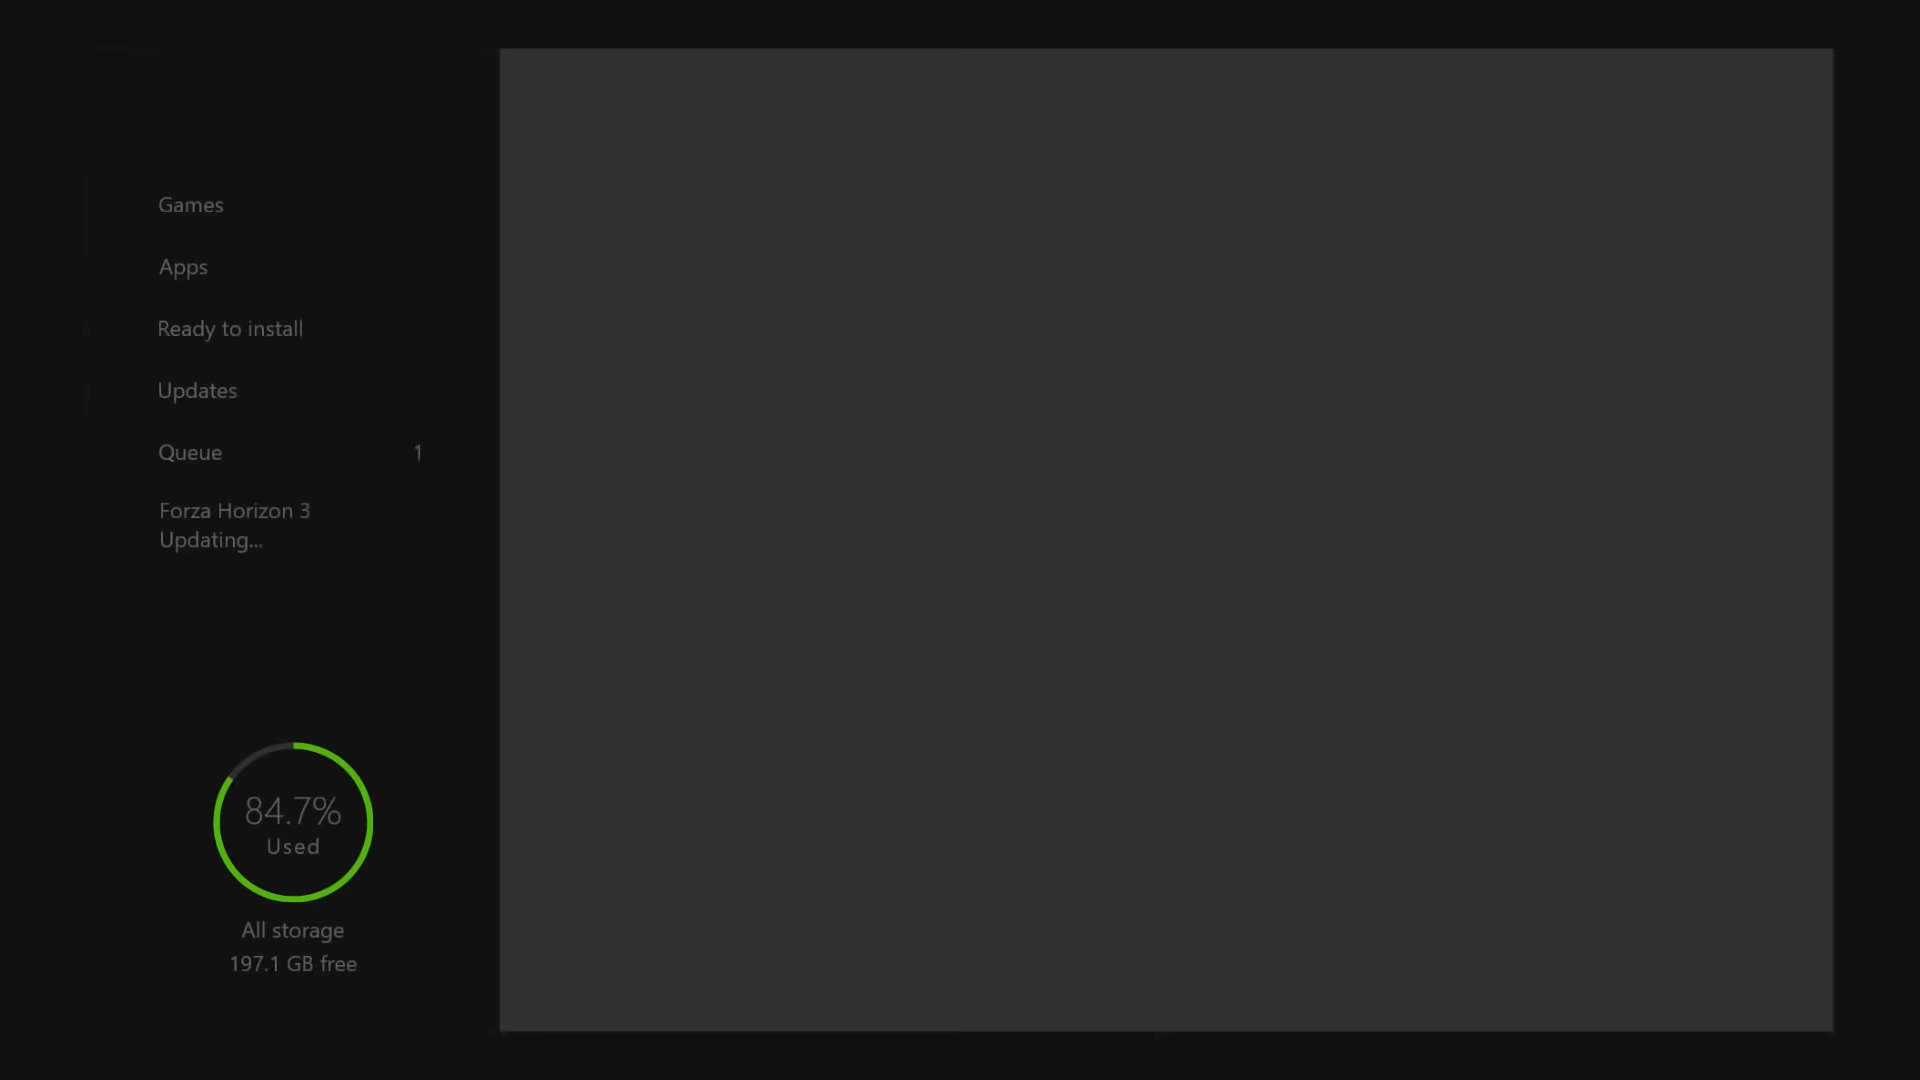 Games
Apps
Ready to install
Updates
Queue 1
Forza Horizon 3
Updating...
84.7%
Used
All storage
197.1 GB free